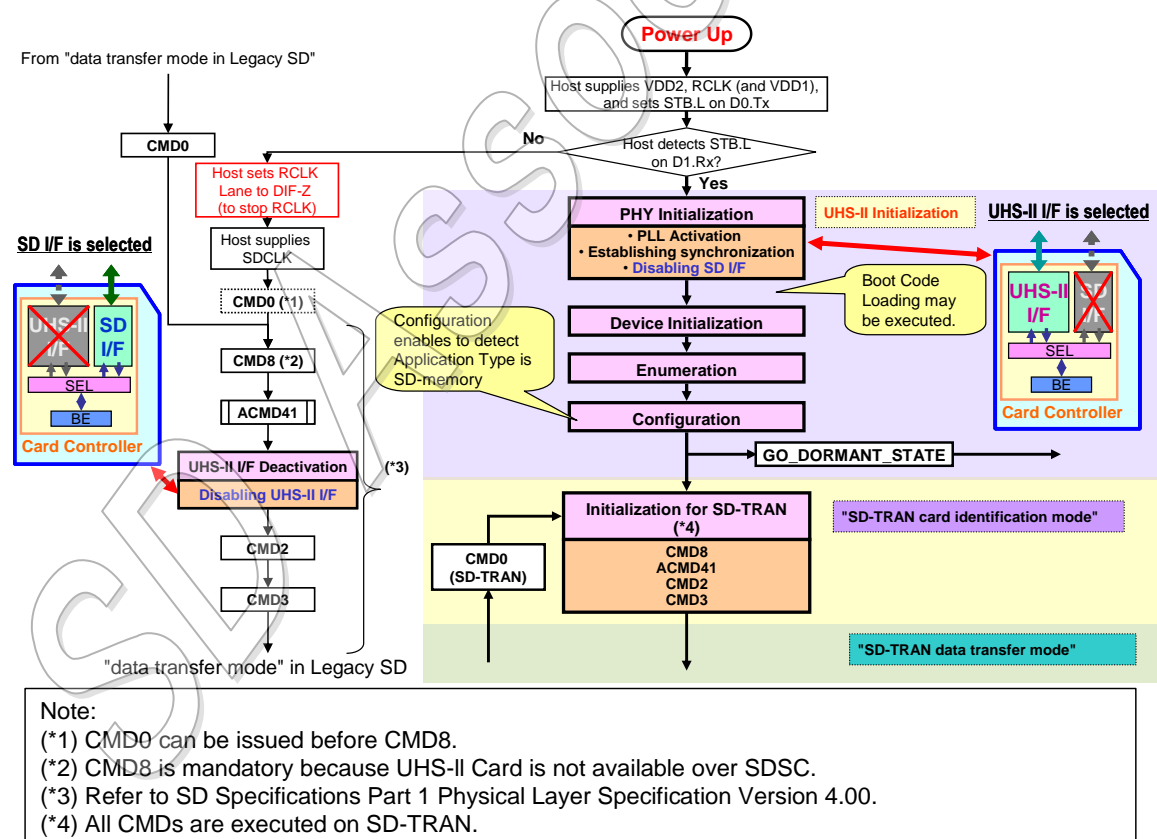 Power Up
From "data transfer mode in Legacy SD"
Host supplies VDD2, RCLK (and VDD1),
and sets STB.L on D0.Tx
CMD0
No
Host detects STB.L
on D1.Rx?
Yes
Host sets RCLK
Lane to DIF-Z
(to stop RCLK)
PHY Initialization
• PLL Activation
• Establishing synchronization
• Disabling SD I/F
UHS-II Initialization
UHS-II I/F is selected
SD I/F is selected
Host supplies
SDCLK
UHS-II
I/F
SD
I/F
SEL
BE
Card Controller
CMD0 (*1)
CMD8 (*2)
ACMD41
UHS-II I/F Deactivation
Disabling UHS-II I/F
(*3)
CMD2
CMD3
"data transfer mode" in Legacy SD
Configuration
enables to detect
Application Type is
SD-memory
Boot Code
Loading may
be executed.
Device Initialization
Enumeration
Configuration
UHS-II
I/F
SD
I/F
SEL
BE
Card Controller
GO_DORMANT_STATE
Initialization for SD-TRAN
(*4)
CMD8
ACMD41
CMD2
CMD3
"SD-TRAN card identification mode"
CMD0
(SD-TRAN)
"SD-TRAN data transfer mode"
Note:
(*1) CMD0 can be issued before CMD8.
(*2) CMD8 is mandatory because UHS-II Card is not available over SDSC.
(*3) Refer to SD Specifications Part 1 Physical Layer Specification Version 4.00.
(*4) All CMDs are executed on SD-TRAN.
SD Assoc